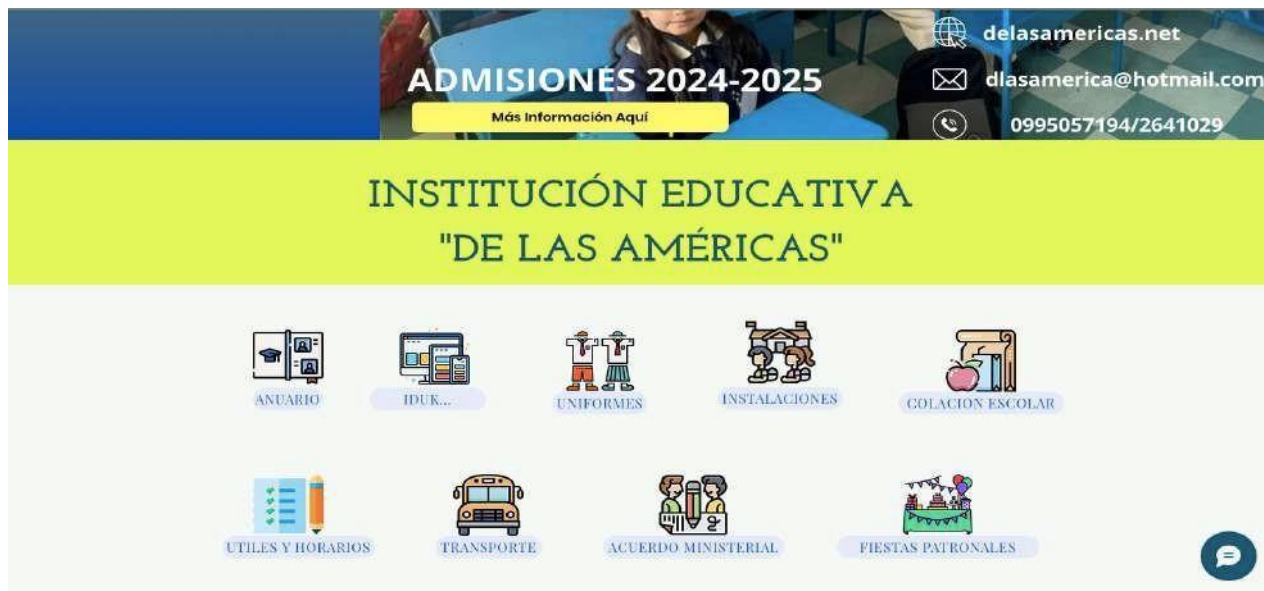 delasamericas.net
ADMISIONES 2024-2025
dlasamerica@hotmail.com
Más Información Aquí
0995057194/2641029
INSTITUCIÓN EDUCATIVA
"DE LAS AMÉRICAS"
ANUARIO
IDUK...
UNIFORMES
INSTALACIONES
COLACION ESCOLAR
UTILES Y HORARIOS
TRANSPORTE
ACUERDO MINISTERIAL
FIESTAS PATRONALES